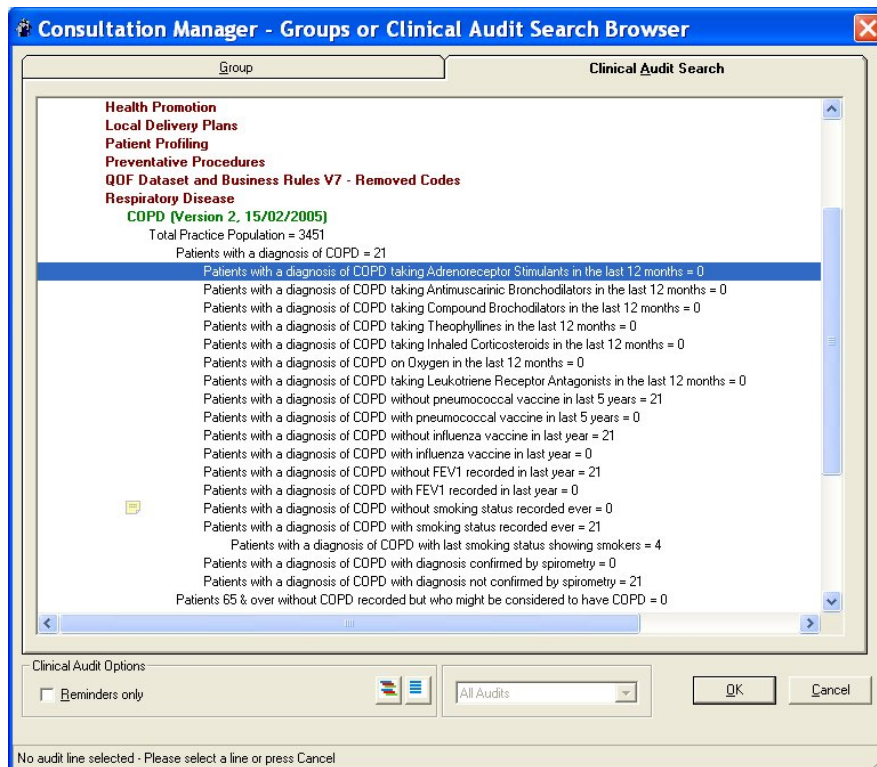 Consultation Manager - Groups or Clinical Audit Search Browser
Group
Clinical Audit Search
Health Promotion
Local Delivery Plans
Patient Profiling
Preventative Procedures
QOF Dataset and Business Rules V7 - Removed Codes
Respiratory Disease
COPD (Version 2, 15/02/2005)
Total Practice Population = 3451
Patients with a diagnosis of COPD = 21
Patients with a diagnosis of COPD taking Adrenoreceptor Stimulants in the last 12 months = 0
Patients with a diagnosis of COPD taking Antimuscarinic Bronchodilators in the last 12 months = 0
Patients with a diagnosis of COPD taking Compound Brochodilators in the last 12 months = 0
Patients with a diagnosis of COPD taking Theophyllines in the last 12 months = 0
Patients with a diagnosis of COPD taking Inhaled Corticosteroids in the last 12 months = 0
Patients with a diagnosis of COPD on Oxygen in the last 12 months = 0
Patients with a diagnosis of COPD taking Leukotriene Receptor Antagonists in the last 12 months = 0
Patients with a diagnosis of COPD without pneumococcal vaccine in last 5 years = 21
Patients with a diagnosis of COPD with pneumococcal vaccine in last 5 years = 0
Patients with a diagnosis of COPD without influenza vaccine in last year = 21
Patients with a diagnosis of COPD with influenza vaccine in last year = 0
Patients with a diagnosis of COPD without FEV1 recorded in last year = 21
Patients with a diagnosis of COPD with FEV1 recorded in last year = 0
Patients with a diagnosis of COPD without smoking status recorded ever = 0
Patients with a diagnosis of COPD with smoking status recorded ever = 21
Patients with a diagnosis of COPD with last smoking status showing smokers = 4
Patients with a diagnosis of COPD with diagnosis confirmed by spirometry = 0
Patients with a diagnosis of COPD with diagnosis not confirmed by spirometry = 21
Patients 65 & over without COPD recorded but who might be considered to have COPD = 0
Clinical Audit Options
Reminders only
All Audits
OK
Cancel
No audit line selected - Please select a line or press Cancel